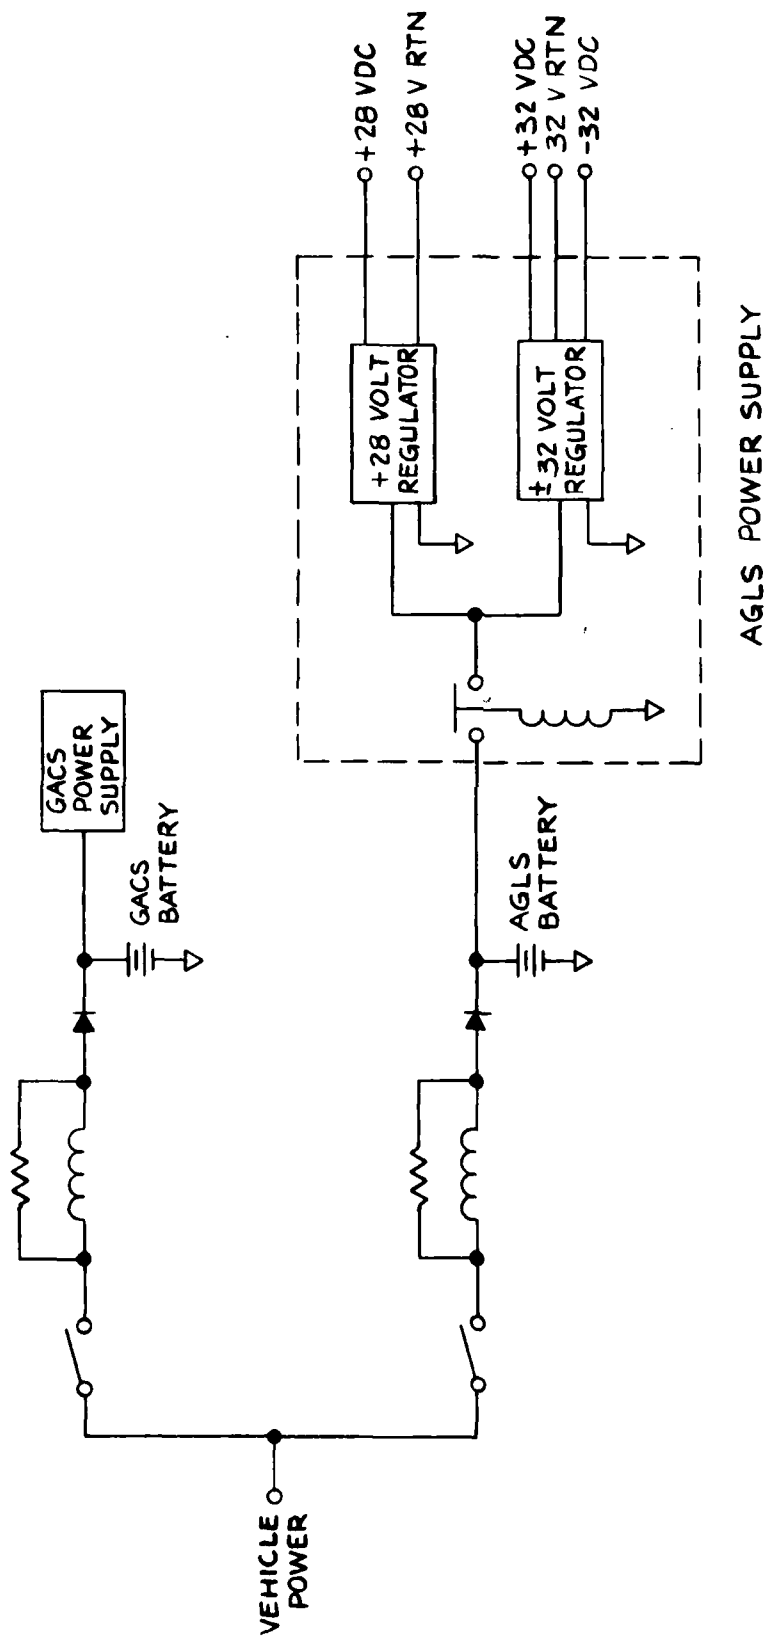 VEHICLE
POWER
GACS
BATTERY
GACS
POWER
SUPPLY
AGLS
BATTERY
+28 VOLT
REGULATOR
±32 VOLT
REGULATOR
+28 VDC
+28 V RTN
+32 VDC
32 V RTN
-32 VDC
AGLS POWER SUPPLY